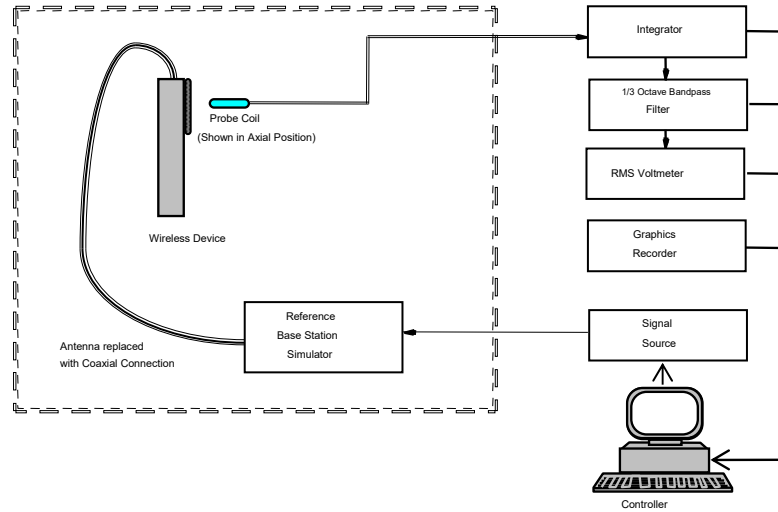 Integrator
1/3 Octave Bandpass
Filter
Probe Coil
(Shown in Axial Position)
RMS Voltmeter
Wireless Device
Graphics
Recorder
Reference
Base Station
Simulator
Signal
Source
Antenna replaced
with Coaxial Connection
Controller